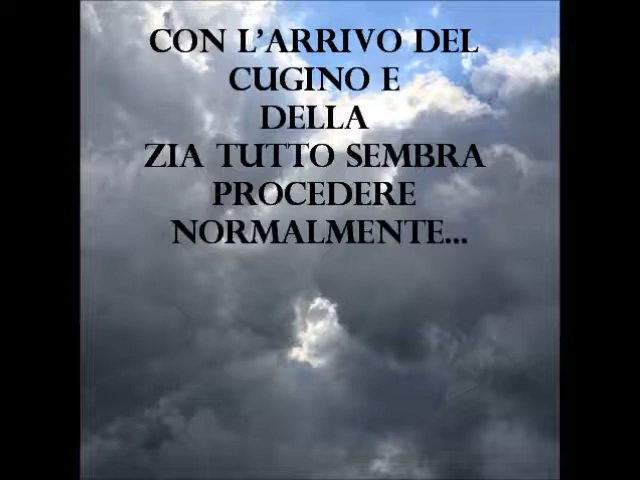 CON L'ARRIVO DEL
CUGINO E
DELLA
ZIA TUTTO SEMBRA
PROCEDERE
NORMALMENTE...